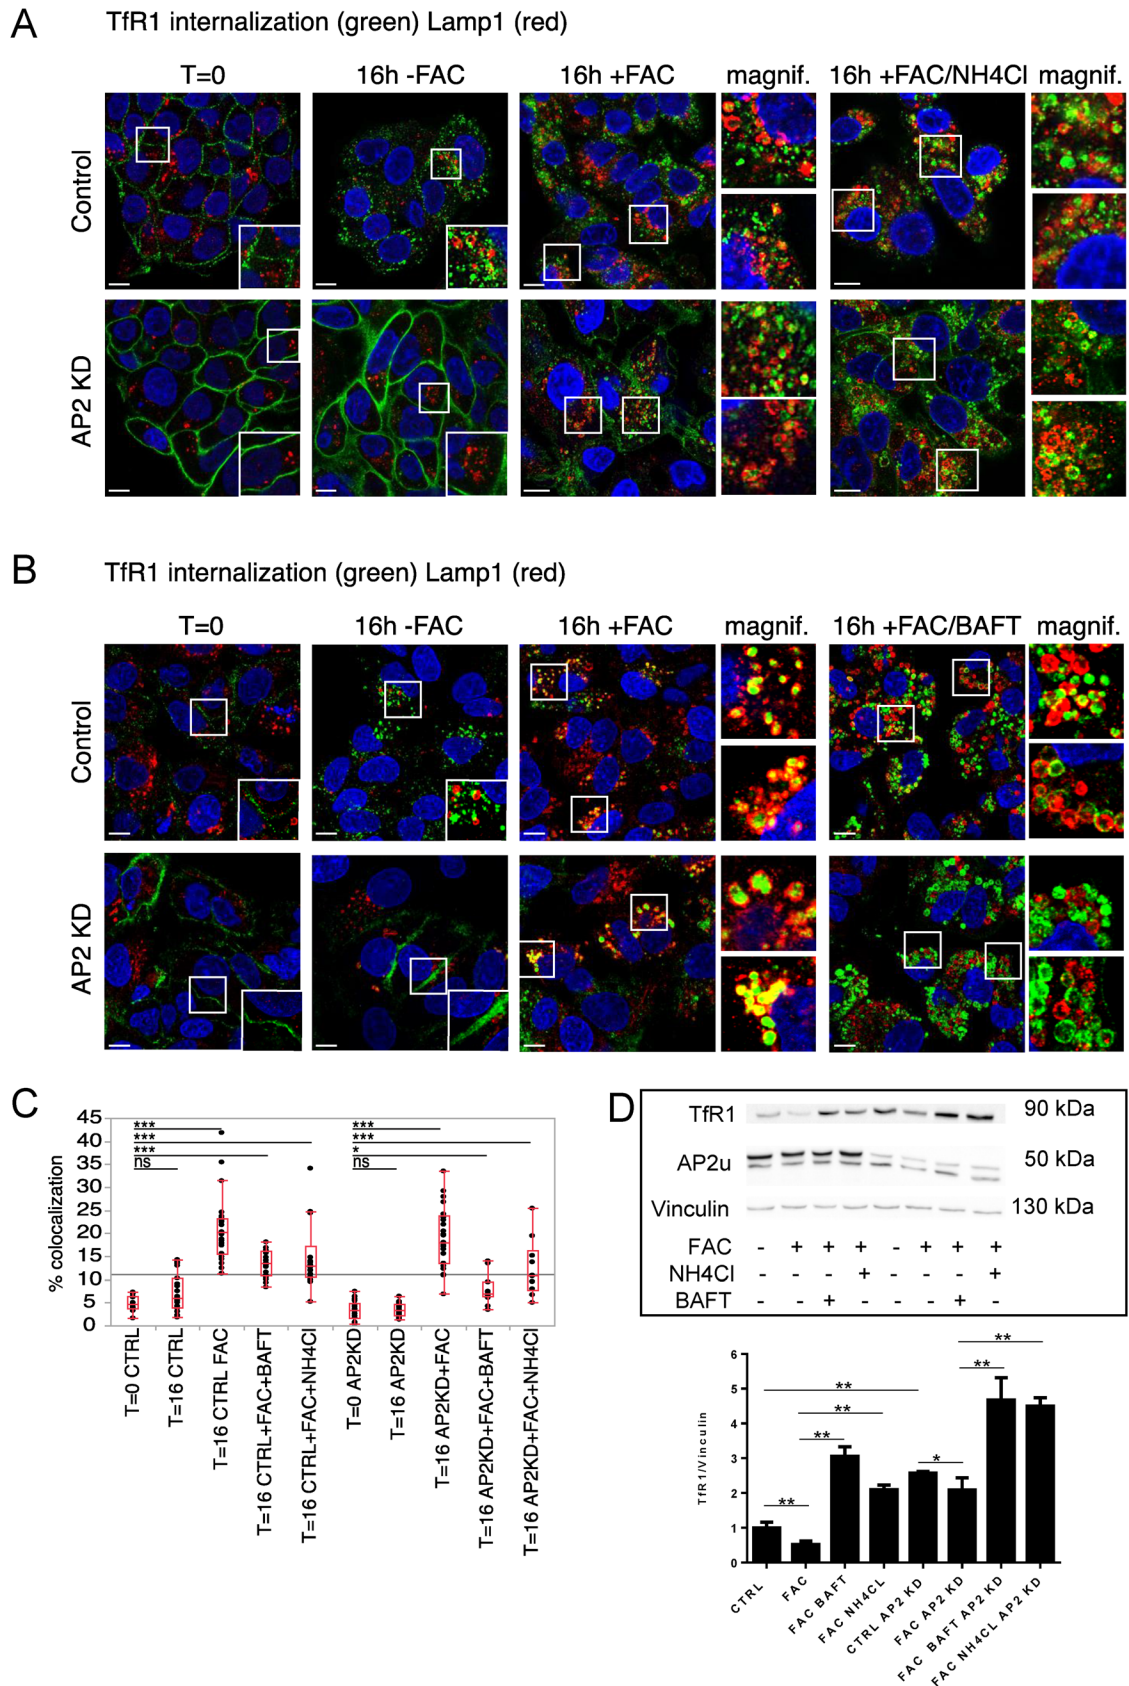 A
TfR1 internalization (green) Lamp1 (red)
T=0 16h -FAC 16h +FAC magnif. 16h +FAC/NH4Cl magnif.
Control
AP2 KD
B
TfR1 internalization (green) Lamp1 (red)
T=0 16h -FAC 16h +FAC magnif. 16h +FAC/BAFT magnif.
Control
AP2 KD
C
% colocalization
45
40
35
30
25
20
15
10
5
0
***
***
***
ns
***
***
*
ns
T=0 CTRL
T=16 CTRL
T=16 CTRL FAC
T=16 CTRL+FAC+BAFT
T=16 CTRL+FAC+NH4Cl
T=0 AP2KD
T=16 AP2KD
T=16 AP2KD+FAC
T=16 AP2KD+FAC+BAFT
T=16 AP2KD+FAC+NH4Cl
D
TfR1 90 kDa
AP2u 50 kDa
Vinculin 130 kDa
FAC - + + + - + + +
NH4Cl - - - + - - - +
BAFT - - + - - +
TfR1/Vinculin
6
5
4
3
2
1
0
**
**
**
**
**
**
*
CTRL
FAC
FAC BAFT
FAC NH4CL
CTRL AP2 KD
FAC AP2 KD
FAC BAFT AP2 KD
FAC NH4CL AP2 KD